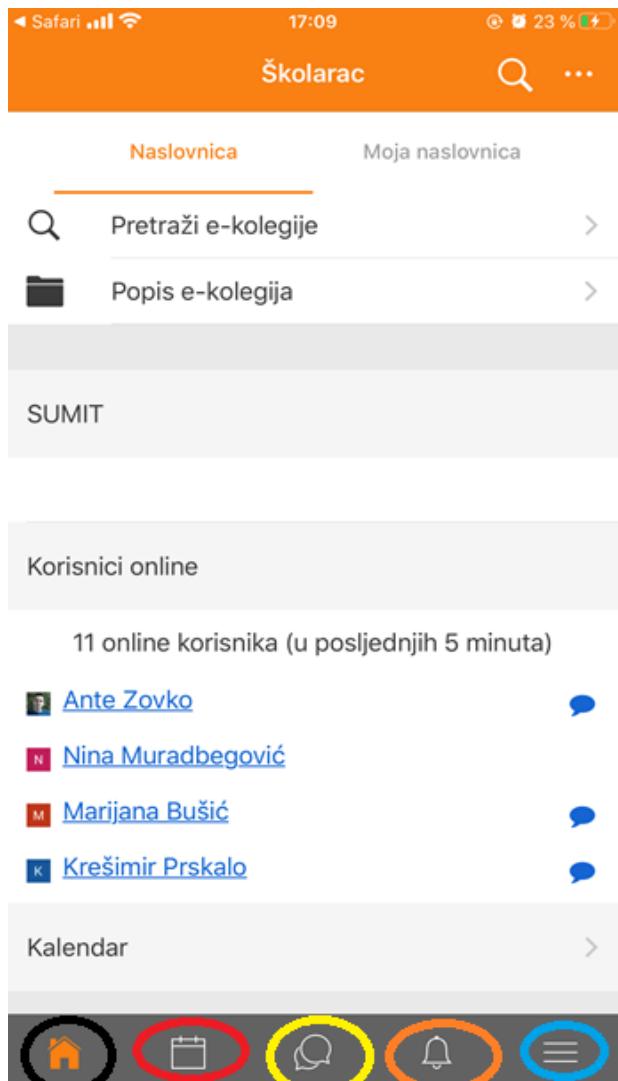 Safari 17:09 23 %
Školarac
Naslovnica Moja naslovnica
Pretraži e-kolegije
Popis e-kolegija
SUMIT
Korisnici online
11 online korisnika (u posljednjih 5 minuta)
Ante Zovko
N Nina Muradbegović
M Marijana Bušić
K Krešimir Prskalo
Kalendar